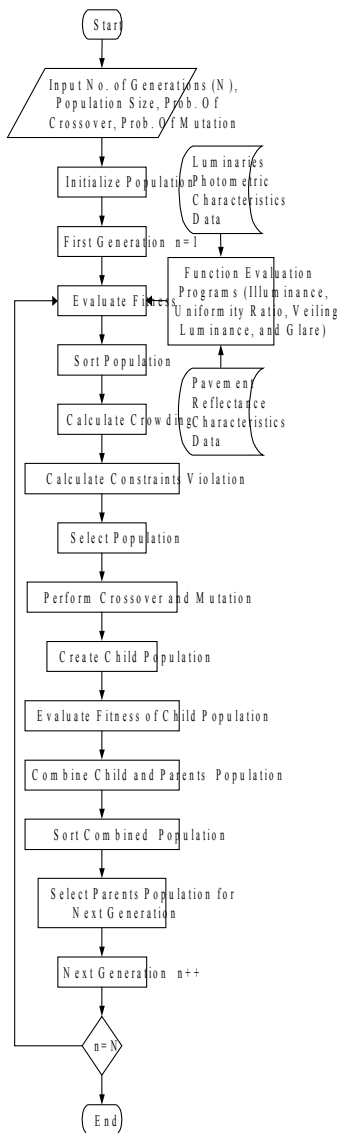 Start
Input No. of Generations (N),
Population Size, Prob. Of
Crossover, Prob. Of Mutation
Initialize Population
Luminaries
Photometric
Characteristics
Data
First Generation n=1
Function Evaluation
Programs (Illuminance,
Uniformity Ratio, Veiling
Luminance, and Glare)
Evaluate Fitness
Sort Population
Pavement
Reflectance
Characteristics
Data
Calculate Crowding
Calculate Constraints Violation
Select Population
Perform Crossover and Mutation
Create Child Population
Evaluate Fitness of Child Population
Combine Child and Parents Population
Sort Combined Population
Select Parents Population for
Next Generation
Next Generation n++
n=N
End